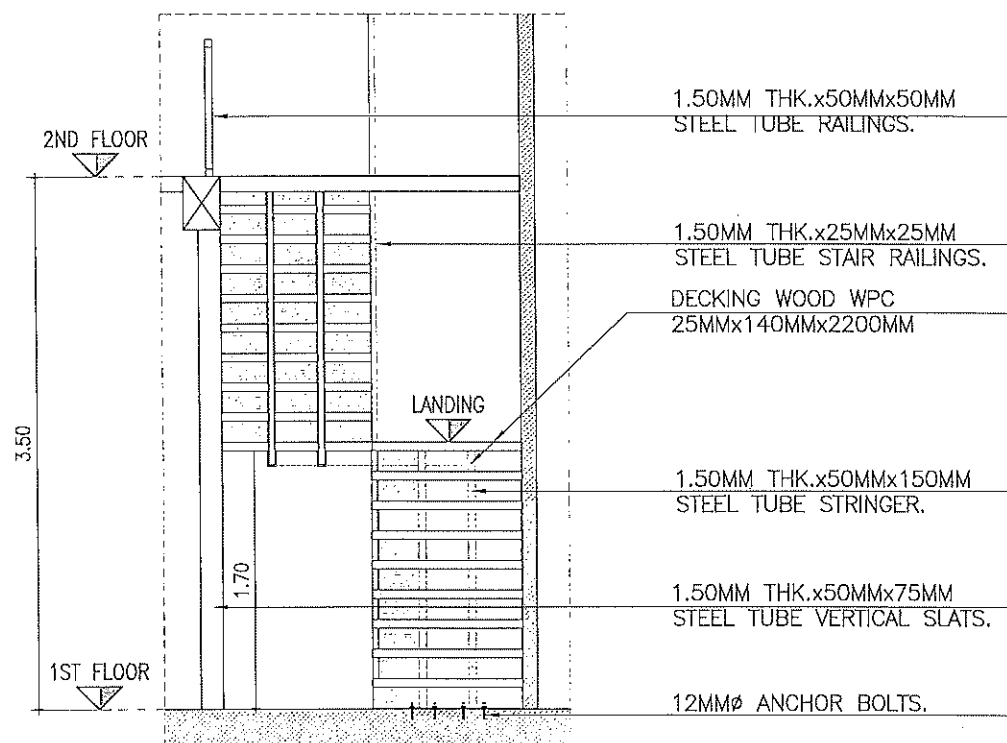 1.50MM THK.x50MMx50MM
STEEL TUBE RAILINGS.
2ND FLOOR
1.50MM THK.x25MMx25MM
STEEL TUBE STAIR RAILINGS.
DECKING WOOD WPC
25MMx140MMx2200MM
LANDING
3.50
1.50MM THK.x50MMx150MM
STEEL TUBE STRINGER.
1.70
1.50MM THK.x50MMx75MM
STEEL TUBE VERTICAL SLATS.
1ST FLOOR
12MMø ANCHOR BOLTS.